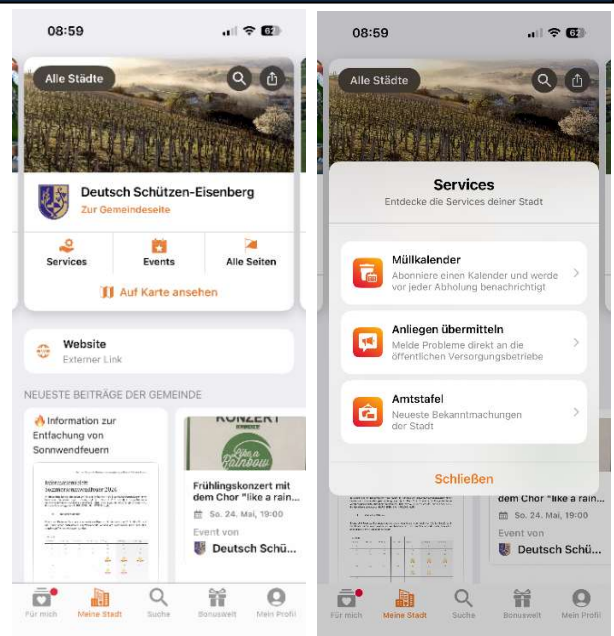 08:59
Alle Städte
Deutsch Schützen-Eisenberg
Zur Gemeindeseite
Services
Events
Alle Seiten
Auf Karte ansehen
Website
Externer Link
NEUESTE BEITRÄGE DER GEMEINDE
Information zur
Entfachung von
Sonnwendfeuern
KONZERT
Like a
Rainbow
Frühlingskonzert mit
dem Chor "like a rain...
So. 24. Mai, 19:00
Event von
Deutsch Schü...
Für mich
Meine Stadt
Suche
Bonuswelt
Mein Profil
08:59
Alle Städte
Services
Entdecke die Services deiner Stadt
Müllkalender
Abonniere einen Kalender und werde
vor jeder Abholung benachrichtigt
Anliegen übermitteln
Melde Probleme direkt an die
öffentlichen Versorgungsbetriebe
Amtstafel
Neueste Bekanntmachungen
der Stadt
Schließen
dem Chor "like a rain...
So. 24. Mai, 19:00
Event von
Deutsch Schü...
Für mich
Meine Stadt
Suche
Bonuswelt
Mein Profil